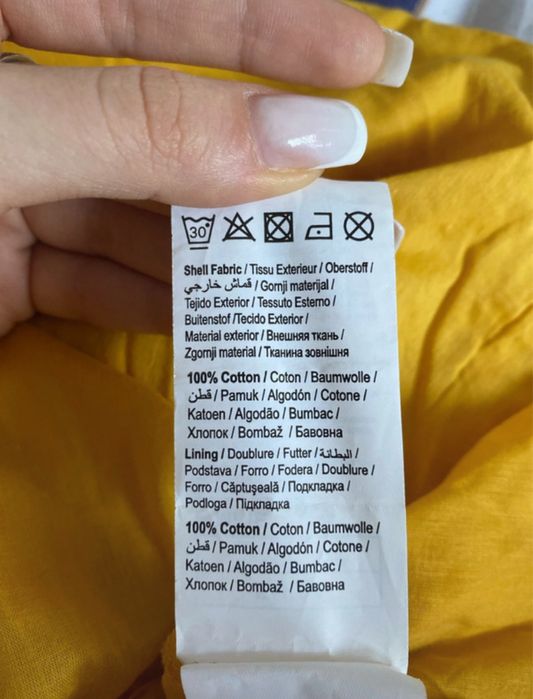 30°
Shell Fabric / Tissu Exterieur / Oberstoff /
قماش خارجي / Gornji materijal /
Tejido Exterior / Tessuto Esterno /
Buitenstof /Tecido Exterior /
Material exterior / Внешняя ткань /
Zgornji material / Тканина зовнішня
100% Cotton / Coton / Baumwolle /
قطن / Pamuk / Algodón / Cotone /
Katoen / Algodão / Bumbac /
Хлопок / Bombaž / Бавовна
Lining / Doublure / Futter / البطانة /
Podstava / Forro / Fodera / Doublure /
Forro / Căptușeală / Подкладка /
Podloga / Підкладка
100% Cotton / Coton / Baumwolle /
قطن / Pamuk / Algodón / Cotone /
Katoen / Algodão / Bumbac /
Хлопок / Bombaž / Бавовна